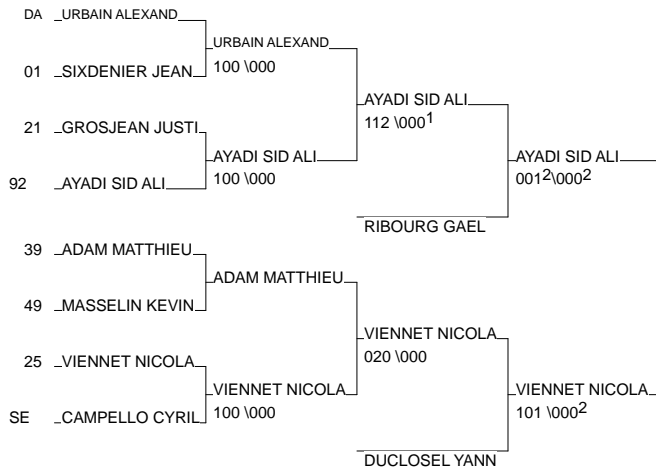 DA URBAIN ALEXAND
URBAIN ALEXAND
100 \000
01 SIXDENIER JEAN
AYADI SID ALI
112 \000¹
21 GROSJEAN JUSTI
AYADI SID ALI
100 \000
AYADI SID ALI
001²\000²
92 AYADI SID ALI
RIBOURG GAEL
39 ADAM MATTHIEU
ADAM MATTHIEU
49 MASSELIN KEVIN
VIENNET NICOLA
020 \000
25 VIENNET NICOLA
VIENNET NICOLA
100 \000
VIENNET NICOLA
101 \000²
SE CAMPELLO CYRIL
DUCLOSEL YANN